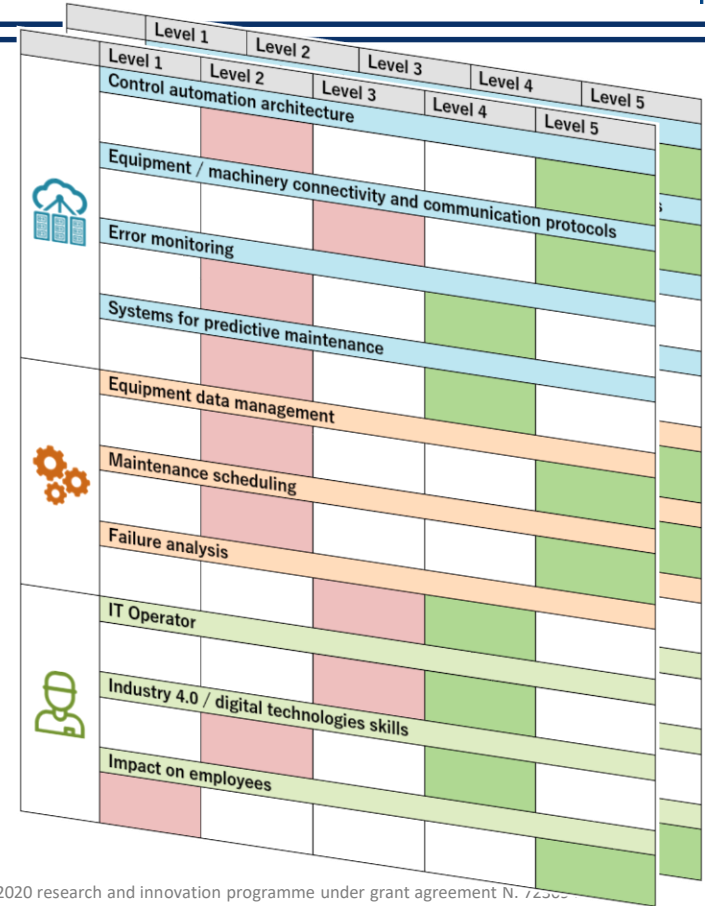 Level 1
Level 2
Level 3
Level 4
Level 5
Level 1
Level 2
Level 3
Level 4
Level 5
Control automation architecture
Equipment / machinery connectivity and communication protocols
s
Error monitoring
Systems for predictive maintenance
Equipment data management
Maintenance scheduling
Failure analysis
IT Operator
Industry 4.0 / digital technologies skills
Impact on employees
2020 research and innovation programme under grant agreement N.